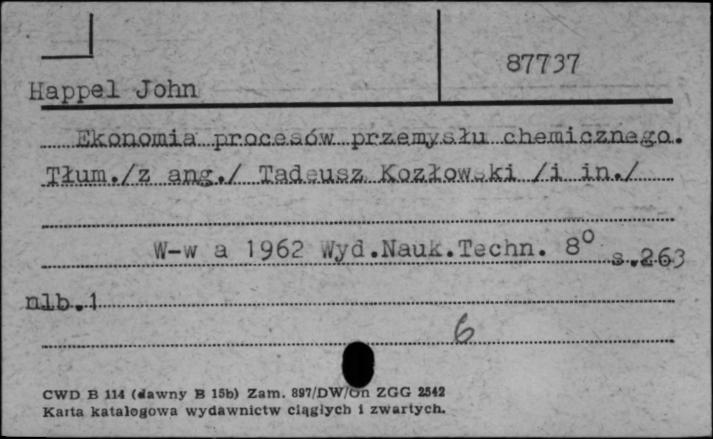 87737
Happel John
Ekonomia procesów przemysłu chemicznego.
Tłum./z ang./ Tadeusz Kozłowski /i in./
W-w a 1962 Wyd.Nauk.Techn. 8⁰ s.263
nlb.1
6
CWD B 114 (dawny B 15b) Zam. 897/DW/On ZGG 2542
Karta katalogowa wydawnictw ciągłych i zwartych.